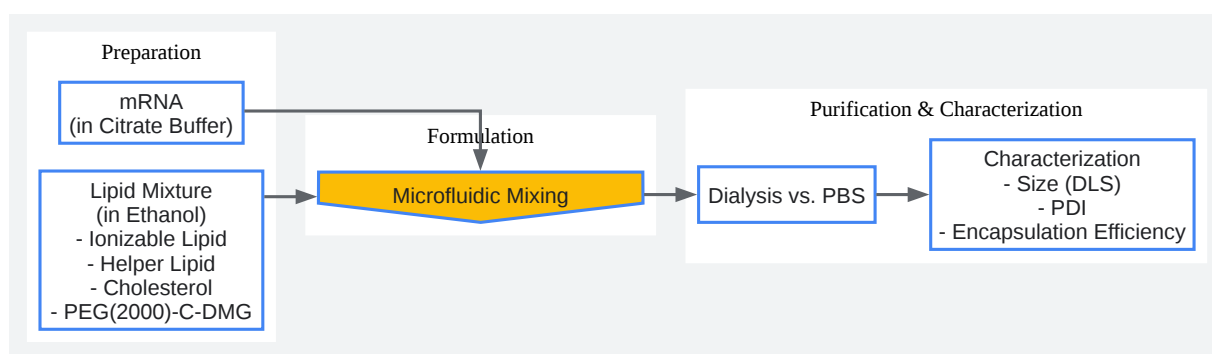 Preparation
mRNA
(in Citrate Buffer)
Lipid Mixture
(in Ethanol)
- Ionizable Lipid
- Helper Lipid
- Cholesterol
- PEG(2000)-C-DMG
Formulation
Microfluidic Mixing
Purification & Characterization
Dialysis vs. PBS
Characterization
- Size (DLS)
- PDI
- Encapsulation Efficiency